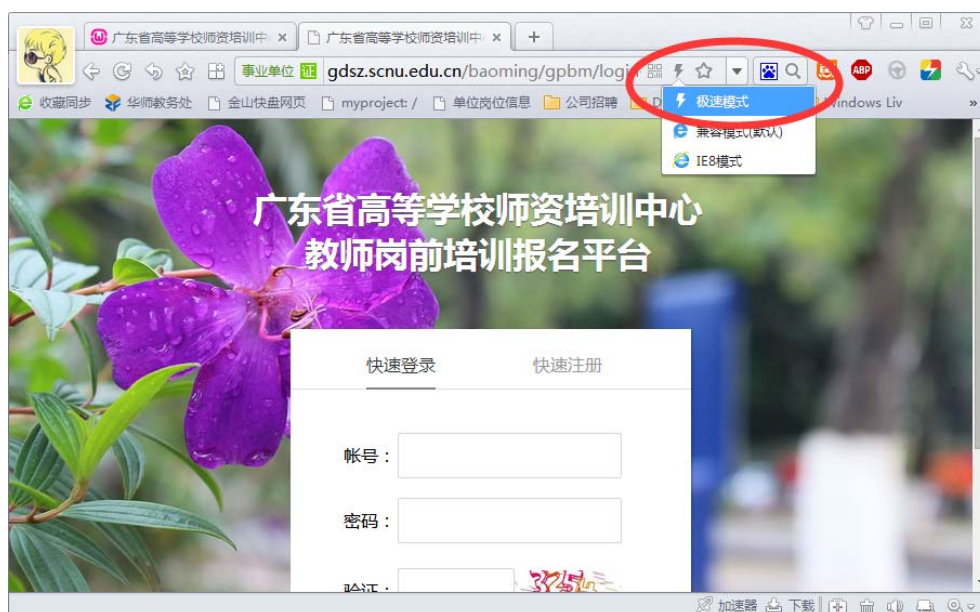 广东省高等学校师资培训中
广东省高等学校师资培训中
事业单位 证 gdsz.scnu.edu.cn/baoming/gpbm/login
ABP
收藏同步 华师教务处 金山快盘网页 myproject: / 单位岗位信息 公司招聘 D Windows Liv »
极速模式
兼容模式(默认)
IE8模式
广东省高等学校师资培训中心
教师岗前培训报名平台
快速登录 快速注册
帐号：
密码：
验证：
加速器 下载